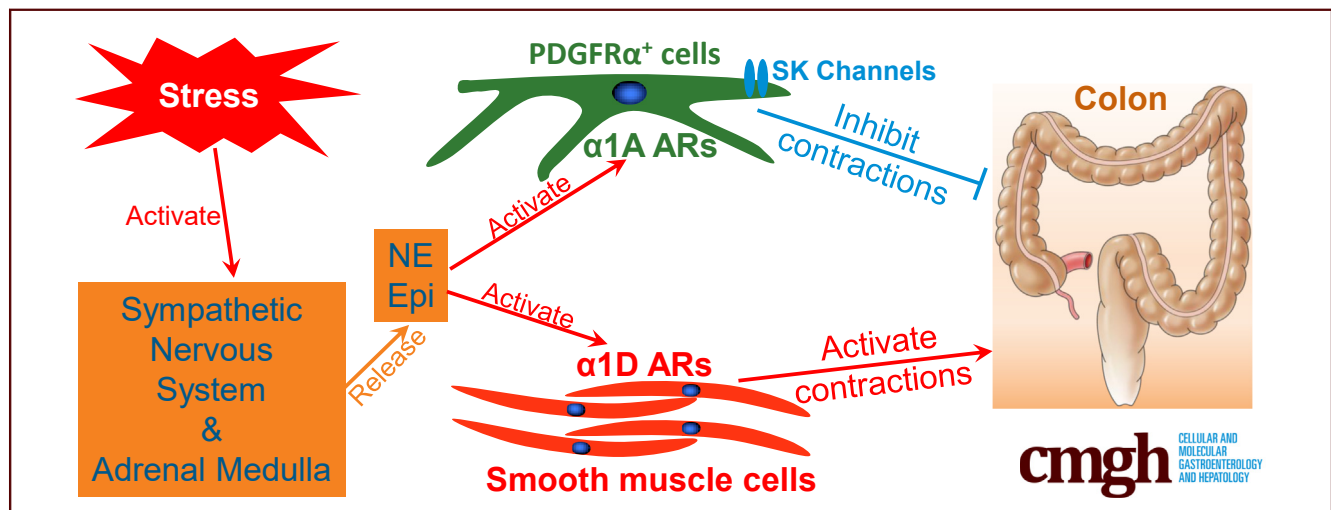 Stress
Activate
Sympathetic
Nervous
System
&
Adrenal Medulla
Release
NE
Epi
Activate
Activate
PDGFRα⁺ cells
SK Channels
α1A ARs
Inhibit
contractions
α1D ARs
Smooth muscle cells
Activate
contractions
Colon
cmgh
CELLULAR AND
MOLECULAR
GASTROENTEROLOGY
AND HEPATOLOGY